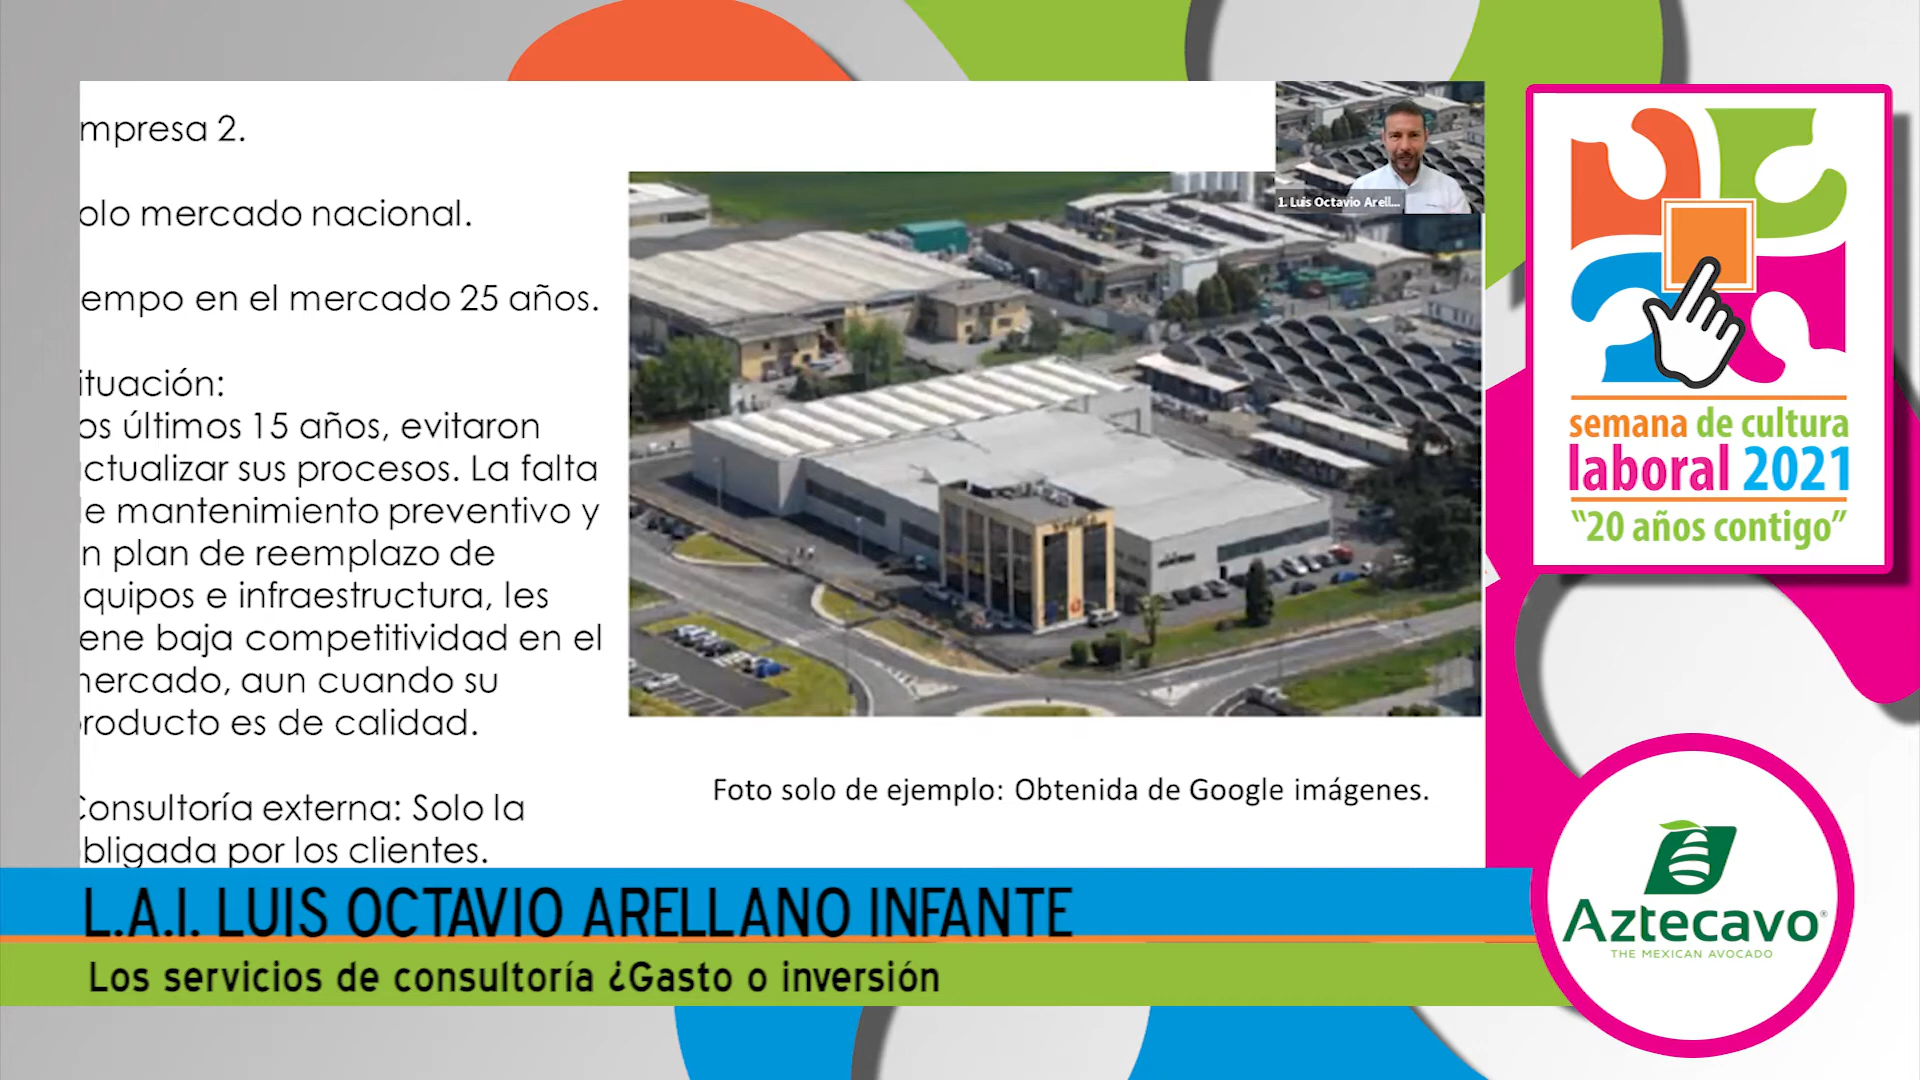 mpresa 2.
olo mercado nacional.
empo en el mercado 25 años.
ituación:
os últimos 15 años, evitaron
ctualizar sus procesos. La falta
e mantenimiento preventivo y
n plan de reemplazo de
quipos e infraestructura, les
ene baja competitividad en el
ercado, aun cuando su
roducto es de calidad.
onsultoría externa: Solo la
bligada por los clientes.
1. Luis Octavio Arell...
Foto solo de ejemplo: Obtenida de Google imágenes.
semana de cultura
laboral 2021
“20 años contigo”
L.A.I. LUIS OCTAVIO ARELLANO INFANTE
Los servicios de consultoría ¿Gasto o inversión
Aztecavo®
THE MEXICAN AVOCADO